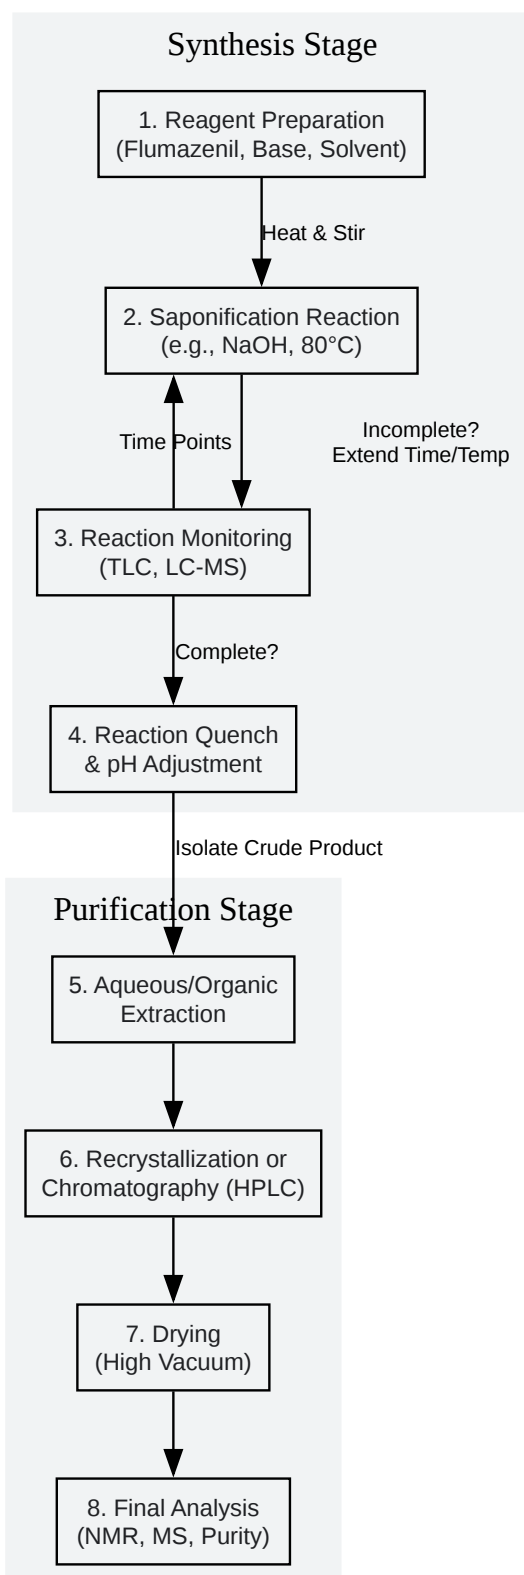 Synthesis Stage
1. Reagent Preparation
(Flumazenil, Base, Solvent)
Heat & Stir
2. Saponification Reaction
(e.g., NaOH, 80°C)
Time Points
Incomplete?
Extend Time/Temp
3. Reaction Monitoring
(TLC, LC-MS)
Complete?
4. Reaction Quench
& pH Adjustment
Isolate Crude Product
Purification Stage
5. Aqueous/Organic
Extraction
6. Recrystallization or
Chromatography (HPLC)
7. Drying
(High Vacuum)
8. Final Analysis
(NMR, MS, Purity)